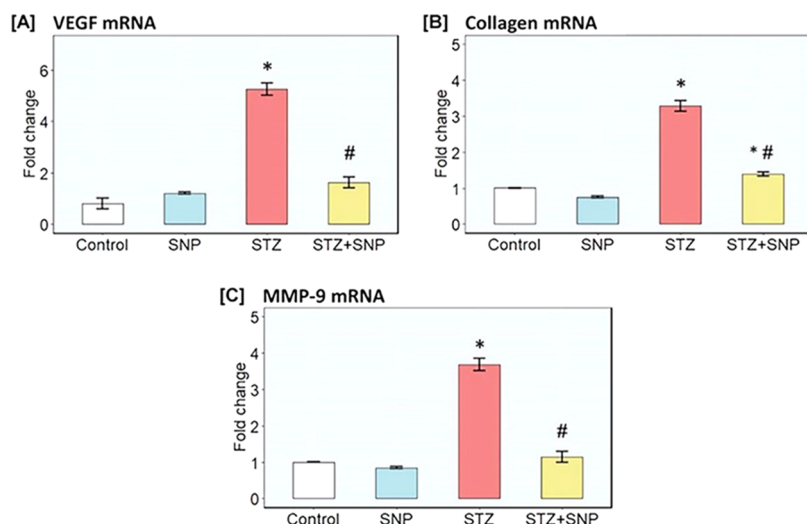 [A] VEGF mRNA
Fold change
6
4
2
0
*
#
Control SNP STZ STZ+SNP
[B] Collagen mRNA
Fold change
5
4
3
2
1
0
*
* #
Control SNP STZ STZ+SNP
[C] MMP-9 mRNA
Fold change
5
4
3
2
1
0
*
#
Control SNP STZ STZ+SNP